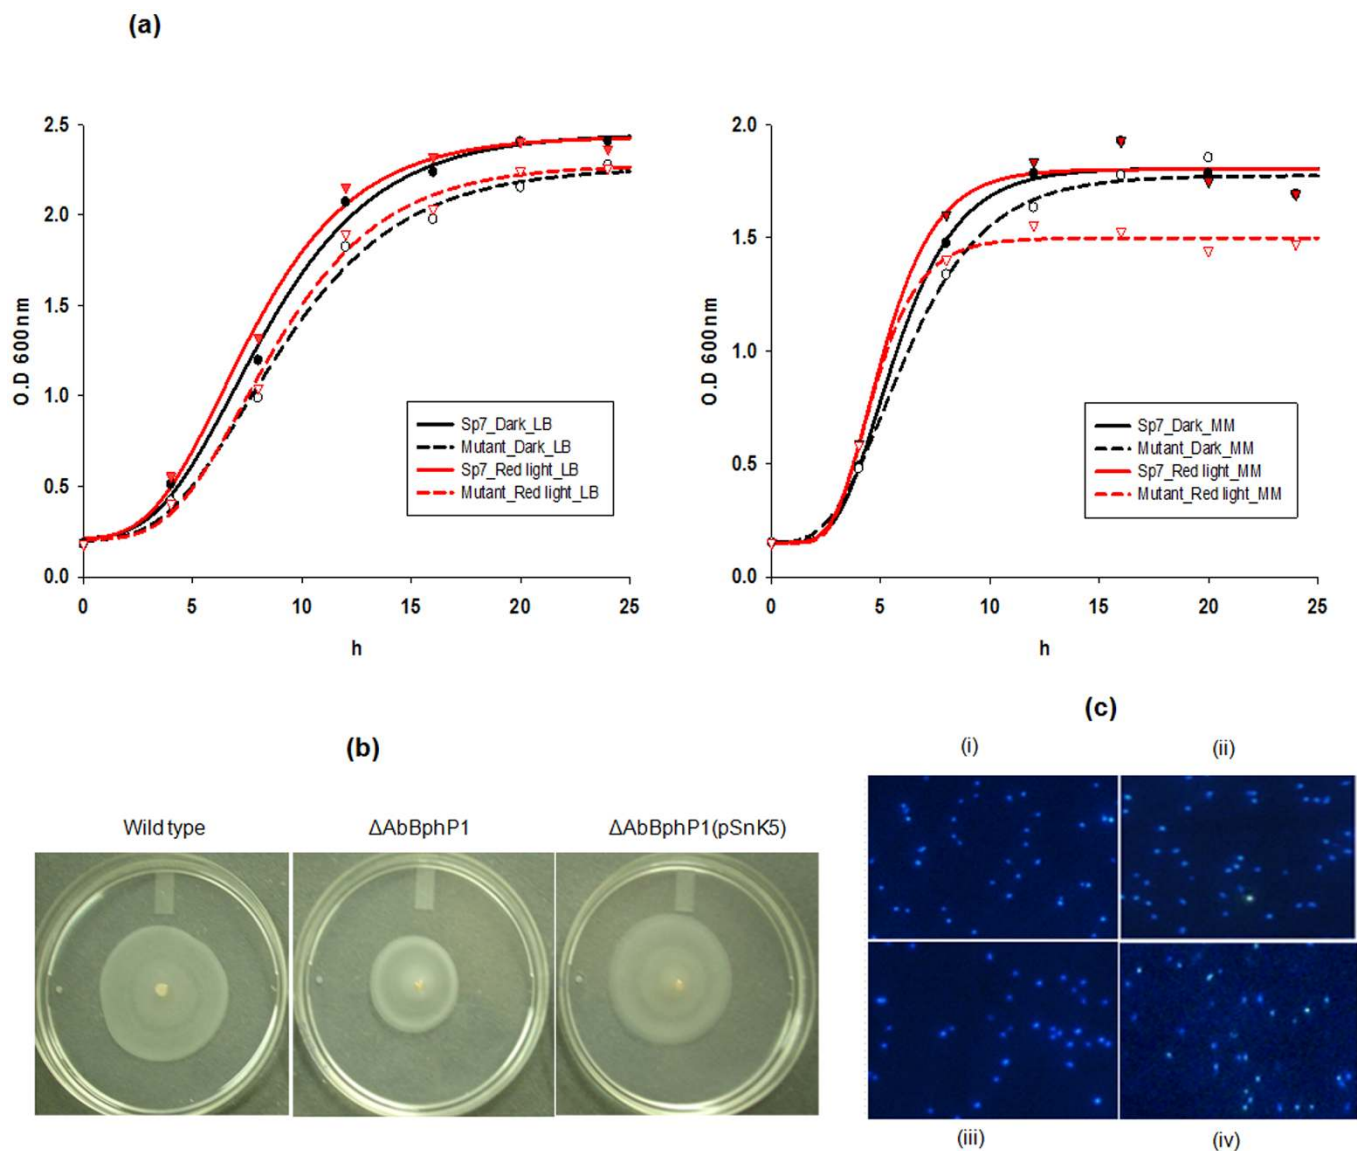 (a)
2.5
2.0
1.5
1.0
0.5
0.0
O.D 600nm
0 5 10 15 20 25
h
Sp7_Dark_LB
Mutant_Dark_LB
Sp7_Red light_LB
Mutant_Red light_LB
2.0
1.5
1.0
0.5
0.0
O.D 600nm
0 5 10 15 20 25
h
Sp7_Dark_MM
Mutant_Dark_MM
Sp7_Red light_MM
Mutant_Red light_MM
(b)
Wild type ΔAbBphP1 ΔAbBphP1(pSnK5)
(c)
(i) (ii)
(iii) (iv)